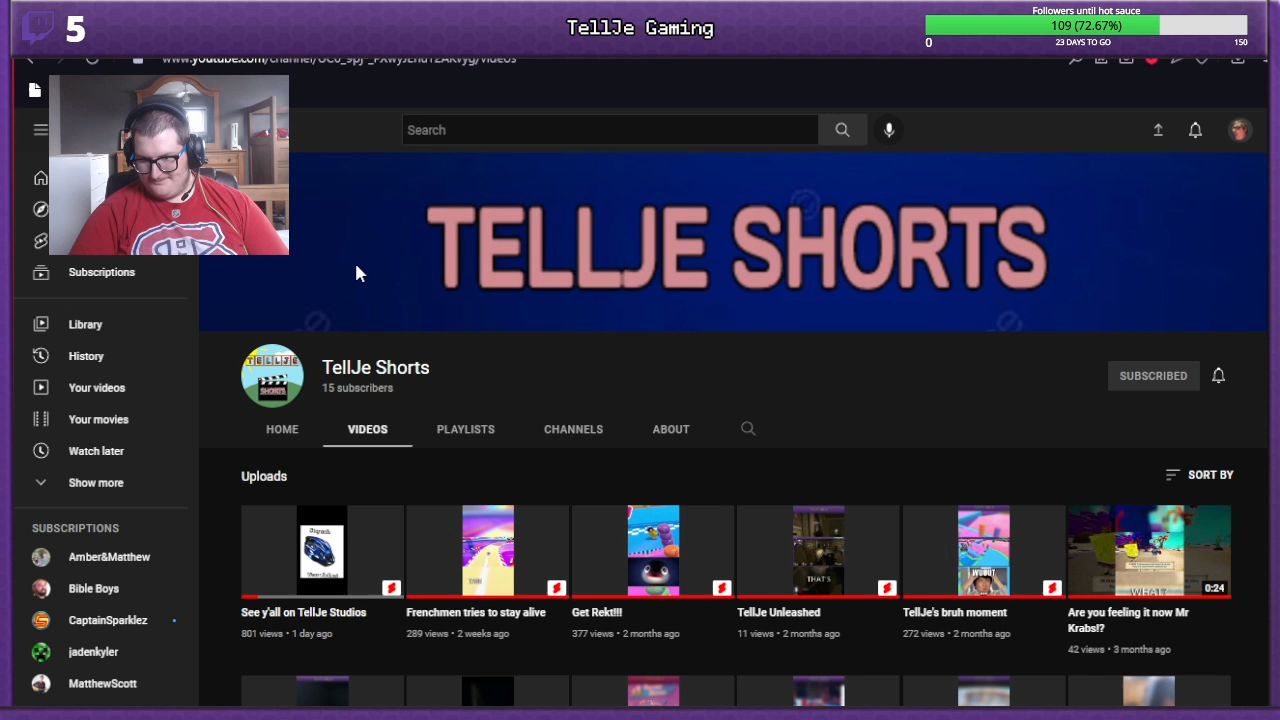 5
TellJe Gaming
Followers until hot sauce
109 (72.67%)
0
23 DAYS TO GO
150
Search
TELLJE SHORTS
Subscriptions
Library
History
Your videos
Your movies
Watch later
Show more
SUBSCRIPTIONS
Amber&Matthew
Bible Boys
CaptainSparklez
jadenkyler
MatthewScott
TELLJE
SHORTS
TellJe Shorts
15 subscribers
SUBSCRIBED
HOME
VIDEOS
PLAYLISTS
CHANNELS
ABOUT
Uploads
SORT BY
THAT'S
WHAT?
0:24
See y'all on TellJe Studios
801 views • 1 day ago
Frenchmen tries to stay alive
289 views • 2 weeks ago
Get Rekt!!!
377 views • 2 months ago
TellJe Unleashed
11 views • 2 months ago
TellJe's bruh moment
272 views • 2 months ago
Are you feeling it now Mr
Krabs!?
42 views • 3 months ago